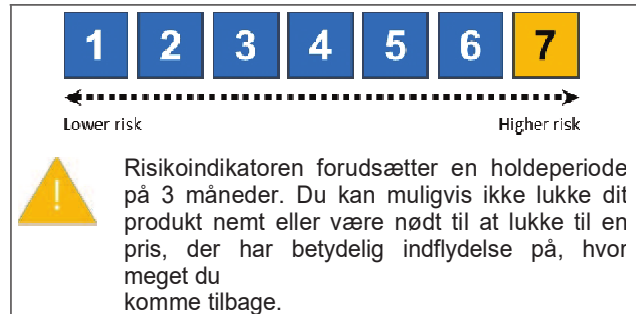 1 2 3 4 5 6 7
Lower risk Higher risk
!
Risikoindikatoren forudsætter en holdeperiode
på 3 måneder. Du kan muligvis ikke lukke dit
produkt nemt eller være nødt til at lukke til en
pris, der har betydelig indflydelse på, hvor
meget du
komme tilbage.